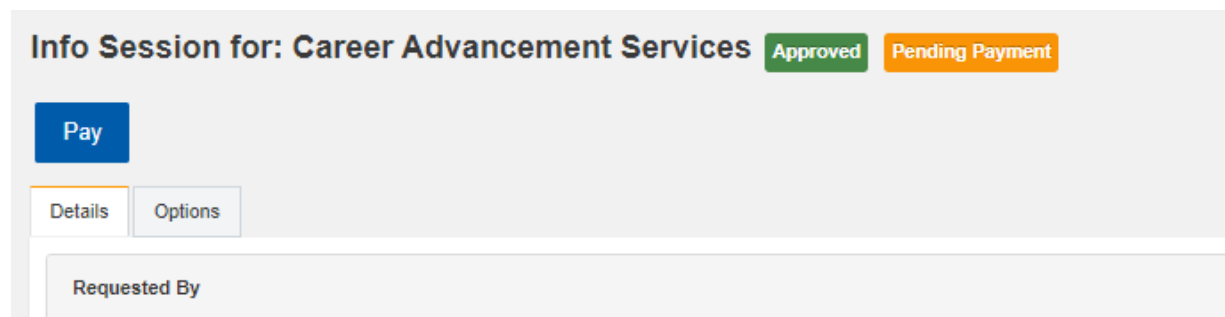 Info Session for: Career Advancement Services Approved Pending Payment
Pay
Details Options
Requested By